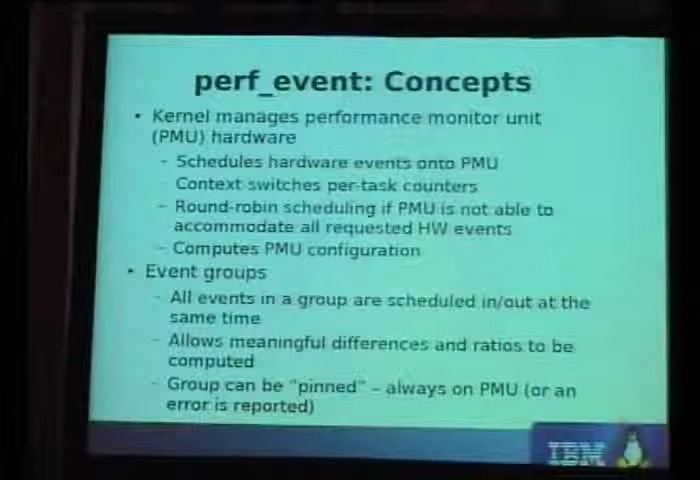 perf_event: Concepts
• Kernel manages performance monitor unit
(PMU) hardware
– Schedules hardware events onto PMU
– Context switches per-task counters
– Round-robin scheduling if PMU is not able to
accommodate all requested HW events
– Computes PMU configuration
• Event groups
– All events in a group are scheduled in/out at the
same time
– Allows meaningful differences and ratios to be
computed
– Group can be "pinned" – always on PMU (or an
error is reported)
IBM